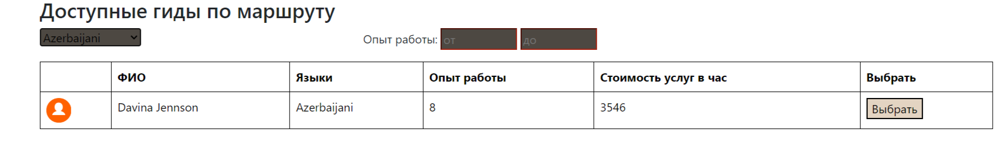 Доступные гиды по маршруту
Azerbaijani Опыт работы: от до
ФИО Языки Опыт работы Стоимость услуг в час Выбрать
Davina Jennson Azerbaijani 8 3546 Выбрать